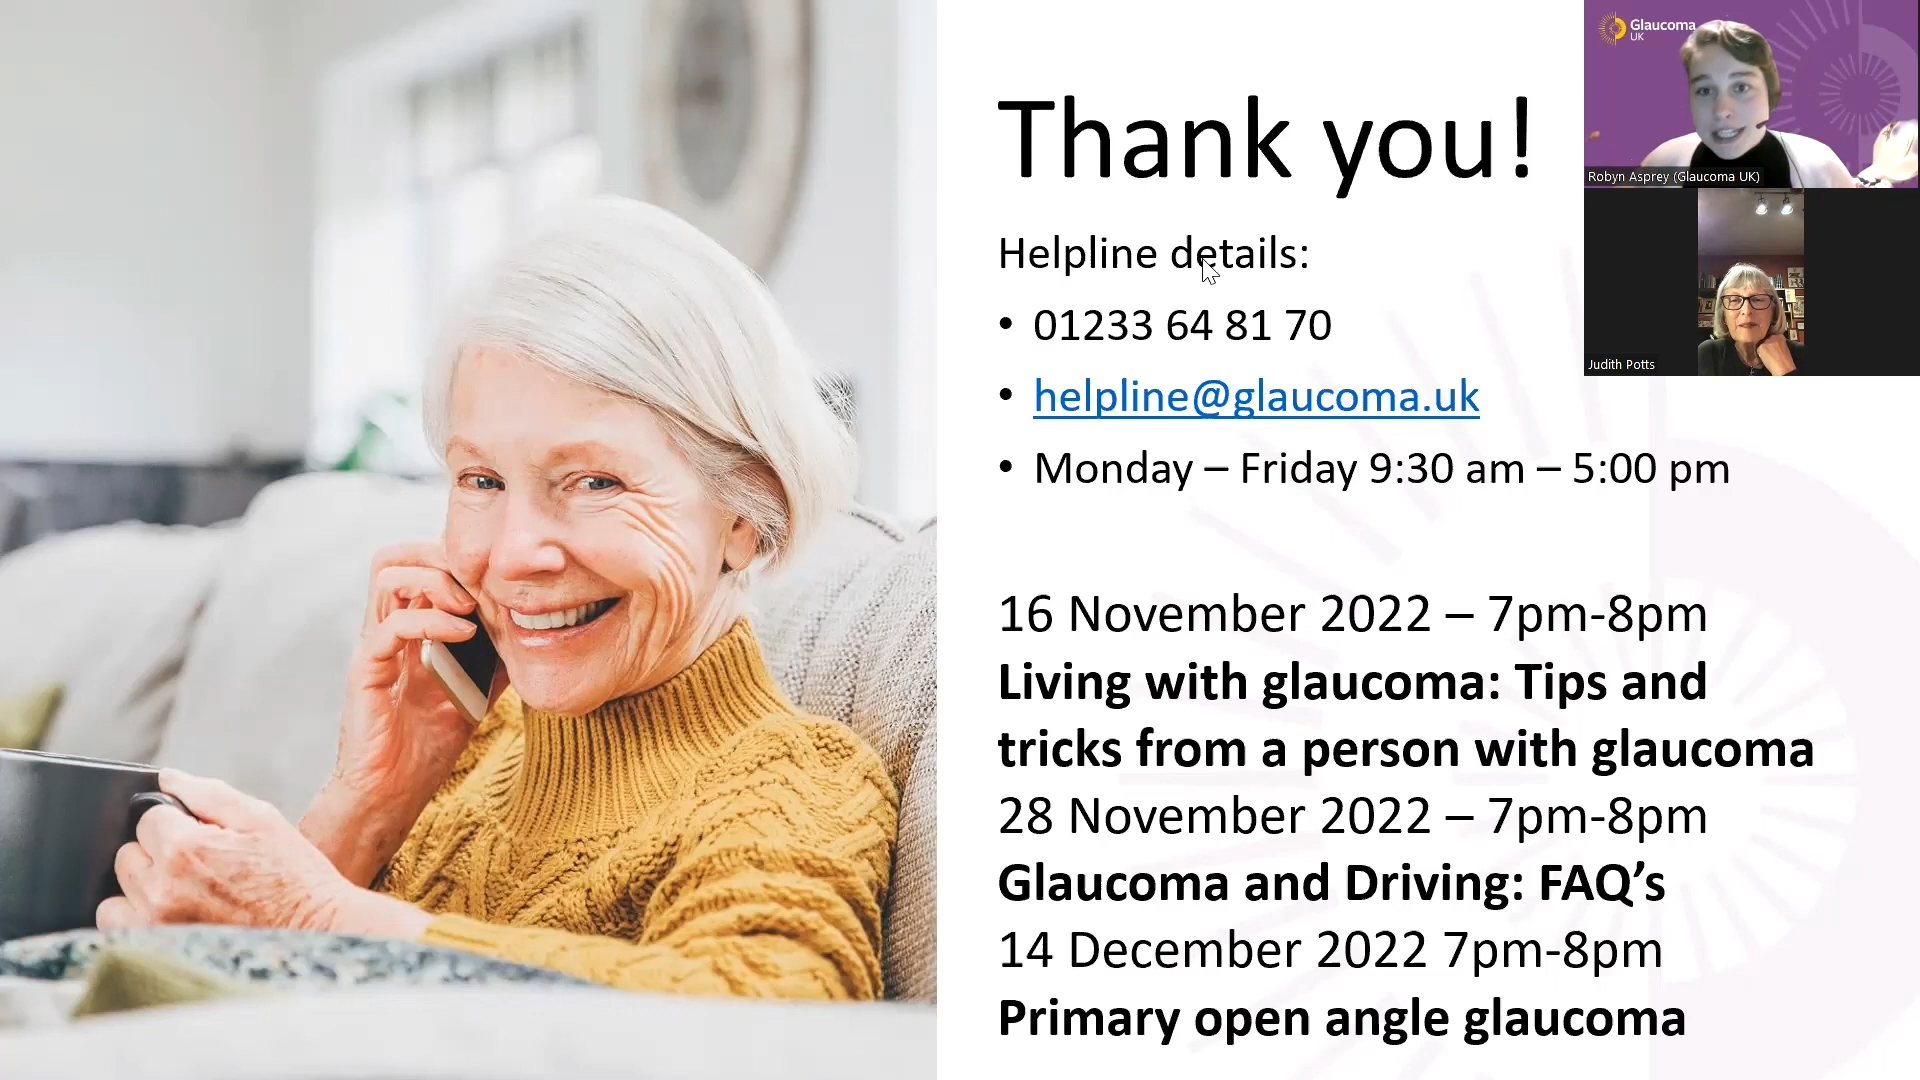 Thank you!
Helpline details:
• 01233 64 81 70
• helpline@glaucoma.uk
• Monday – Friday 9:30 am – 5:00 pm
16 November 2022 – 7pm-8pm
Living with glaucoma: Tips and
tricks from a person with glaucoma
28 November 2022 – 7pm-8pm
Glaucoma and Driving: FAQ’s
14 December 2022 7pm-8pm
Primary open angle glaucoma
Glaucoma
UK
Robyn Asprey (Glaucoma UK)
Judith Potts